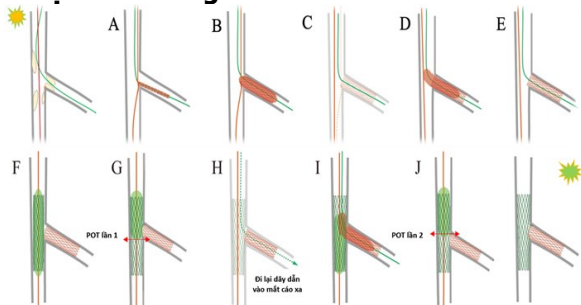 A
B
C
D
E
F
G
H
I
J
POT lần 1
POT lần 2
Đi lại dây dẫn
vào mắt cáo xa